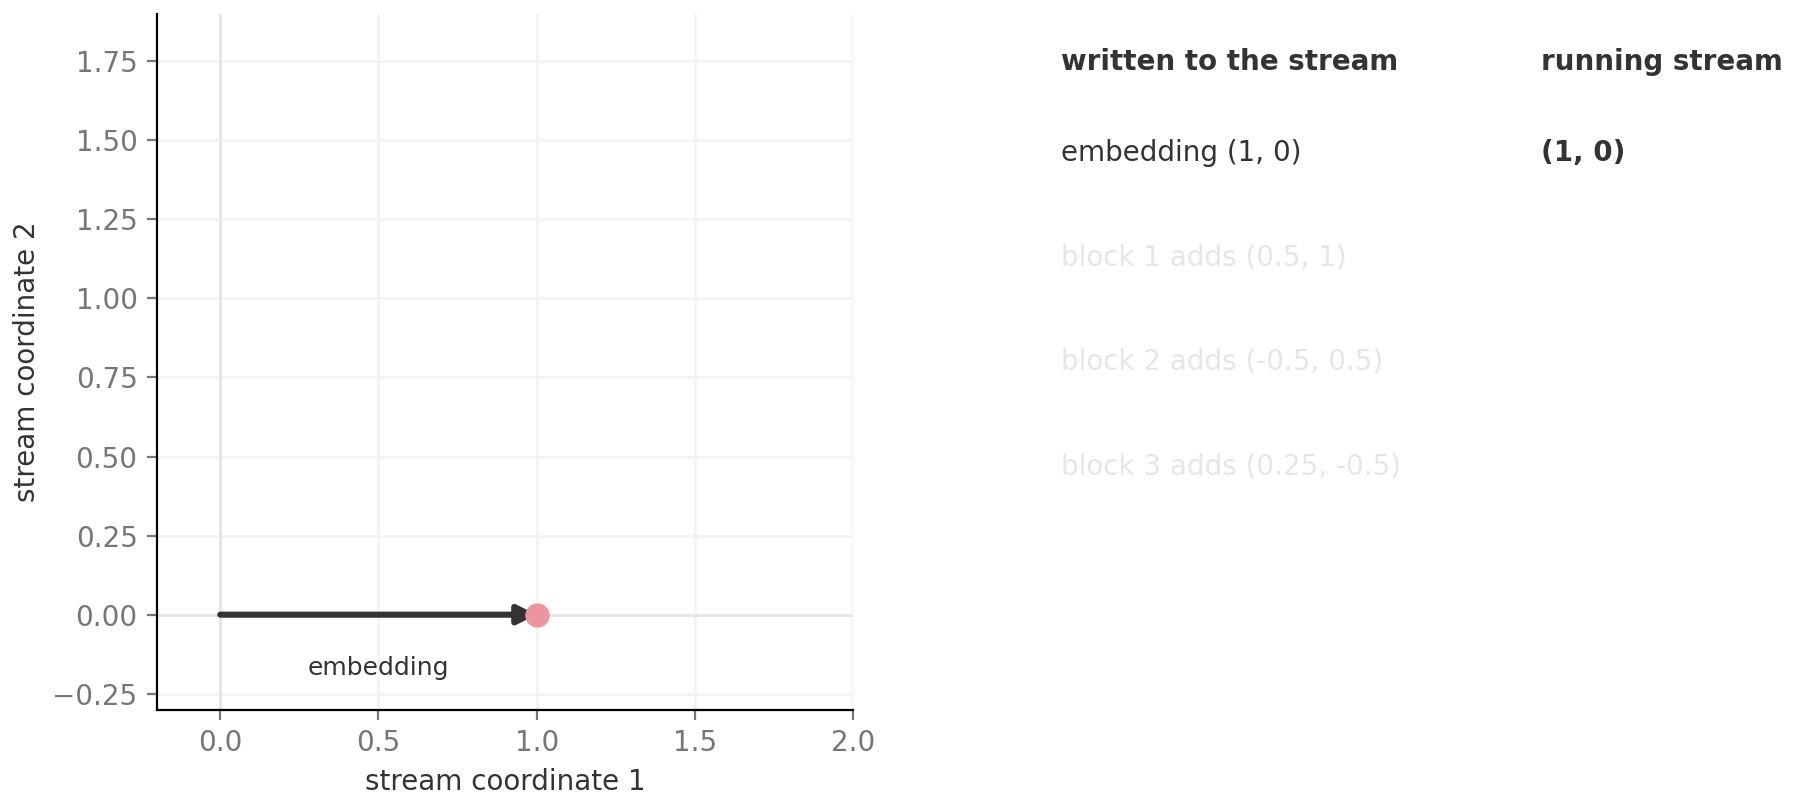 1.75
1.50
1.25
1.00
0.75
0.50
0.25
0.00
−0.25
stream coordinate 2
embedding
0.0 0.5 1.0 1.5 2.0
stream coordinate 1
written to the stream running stream
embedding (1, 0) (1, 0)
block 1 adds (0.5, 1)
block 2 adds (-0.5, 0.5)
block 3 adds (0.25, -0.5)